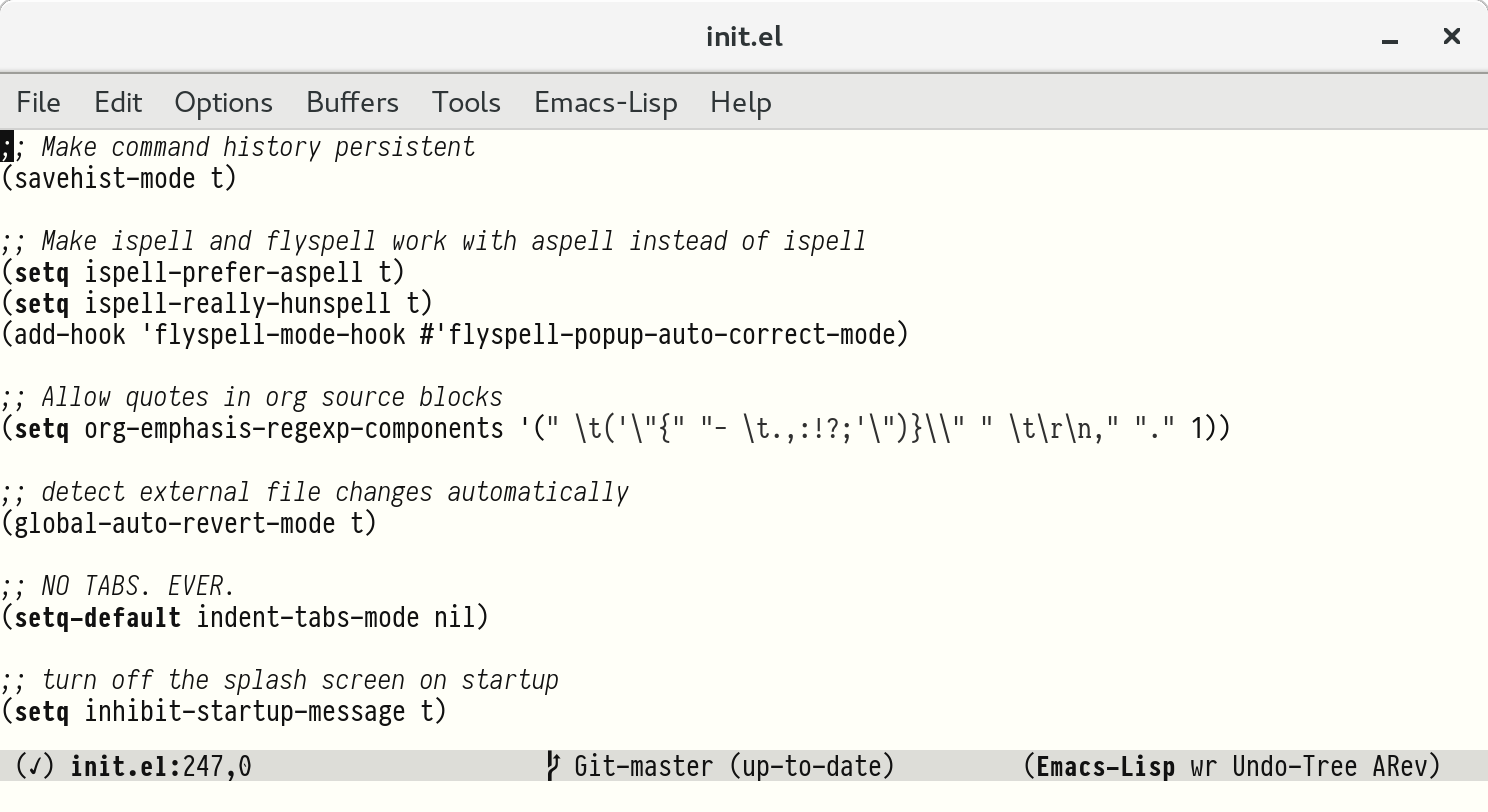 init.el
File Edit Options Buffers Tools Emacs-Lisp Help
;; Make command history persistent
(savehist-mode t)
;; Make ispell and flyspell work with aspell instead of ispell
(setq ispell-prefer-aspell t)
(setq ispell-really-hunspell t)
(add-hook 'flyspell-mode-hook #'flyspell-popup-auto-correct-mode)
;; Allow quotes in org source blocks
(setq org-emphasis-regexp-components '(" \t('\"{" "- \t.,:!?;'\")}\\" " \t\r\n," "." 1))
;; detect external file changes automatically
(global-auto-revert-mode t)
;; NO TABS. EVER.
(setq-default indent-tabs-mode nil)
;; turn off the splash screen on startup
(setq inhibit-startup-message t)
(✓) init.el:247,0 Git-master (up-to-date) (Emacs-Lisp wr Undo-Tree ARev)